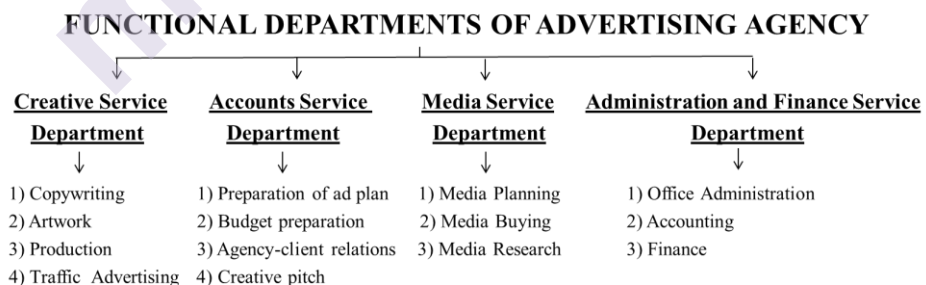 FUNCTIONAL DEPARTMENTS OF ADVERTISING AGENCY
Creative Service
Department
1) Copywriting
2) Artwork
3) Production
4) Traffic Advertising
Accounts Service
Department
1) Preparation of ad plan
2) Budget preparation
3) Agency-client relations
4) Creative pitch
Media Service
Department
1) Media Planning
2) Media Buying
3) Media Research
Administration and Finance Service
Department
1) Office Administration
2) Accounting
3) Finance